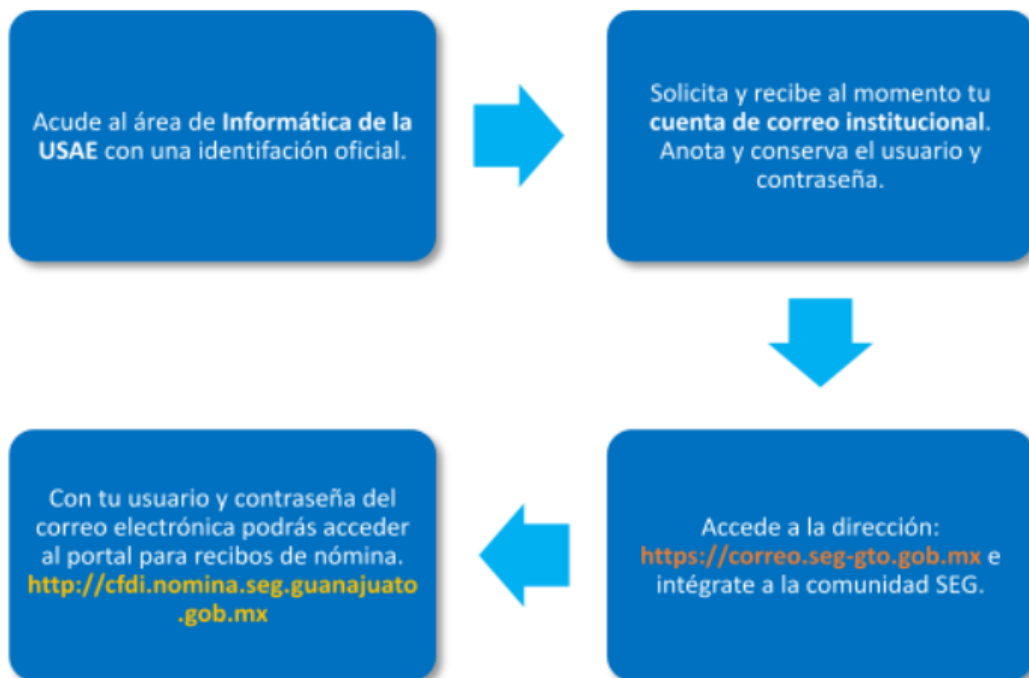 Acude al área de Informática de la
USAE con una identifación oficial.
Solicita y recibe al momento tu
cuenta de correo institucional.
Anota y conserva el usuario y
contraseña.
Accede a la dirección:
https://correo.seg-gto.gob.mx e
intégrate a la comunidad SEG.
Con tu usuario y contraseña del
correo electrónica podrás acceder
al portal para recibos de nómina.
http://cfdi.nomina.seg.guanajuato
.gob.mx